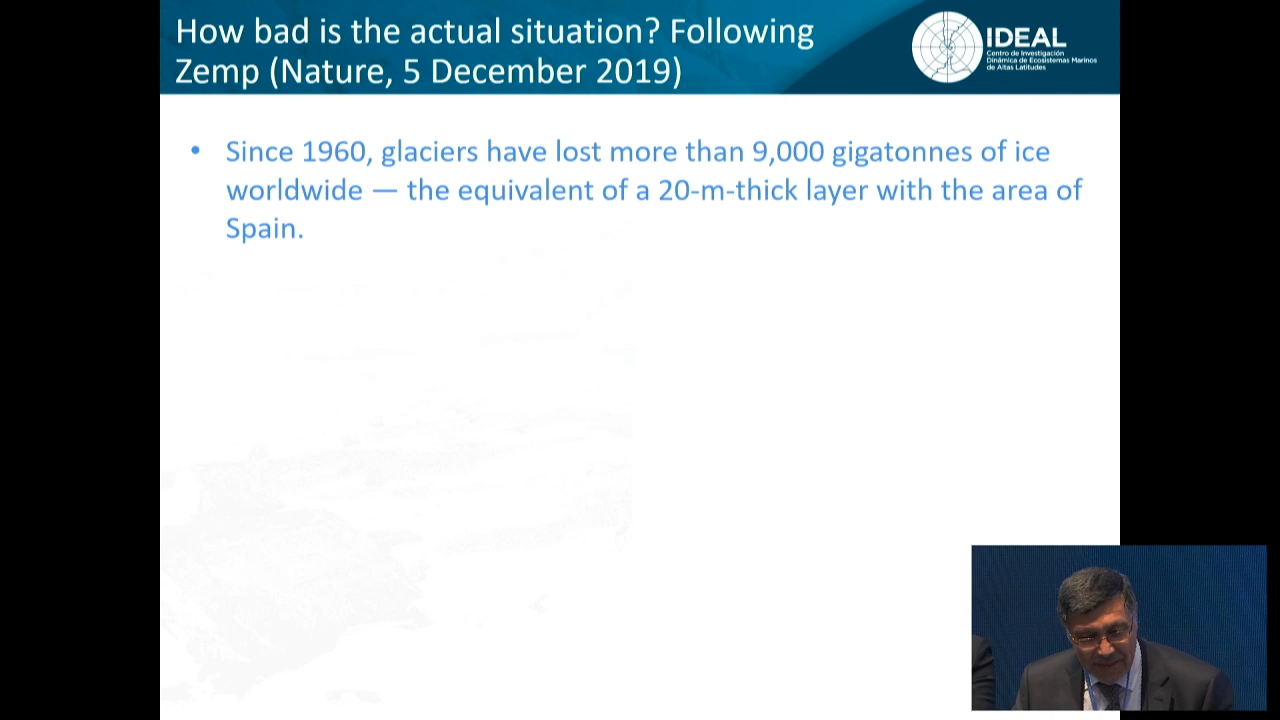 How bad is the actual situation? Following
Zemp (Nature, 5 December 2019)
IDEAL
Centro de Investigación
Dinámica de Ecosistemas Marinos
de Altas Latitudes
• Since 1960, glaciers have lost more than 9,000 gigatonnes of ice
worldwide — the equivalent of a 20-m-thick layer with the area of
Spain.